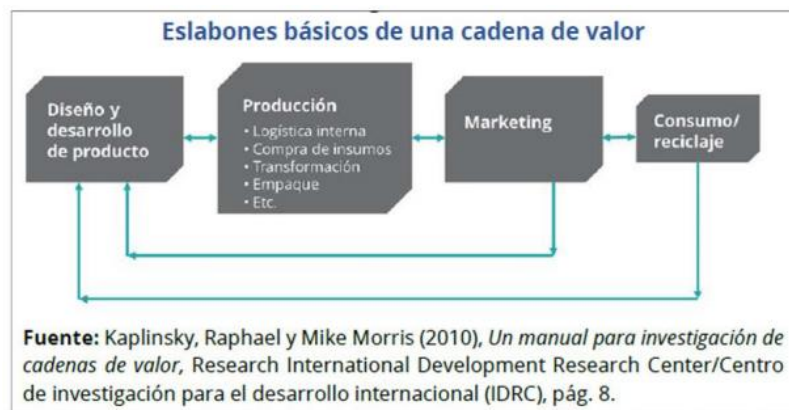 Eslabones básicos de una cadena de valor
Diseño y
desarrollo
de producto
Producción
• Logística interna
• Compra de insumos
• Transformación
• Empaque
• Etc.
Marketing
Consumo/
reciclaje
Fuente: Kaplinsky, Raphael y Mike Morris (2010), Un manual para investigación de
cadenas de valor, Research International Development Research Center/Centro
de investigación para el desarrollo internacional (IDRC), pág. 8.